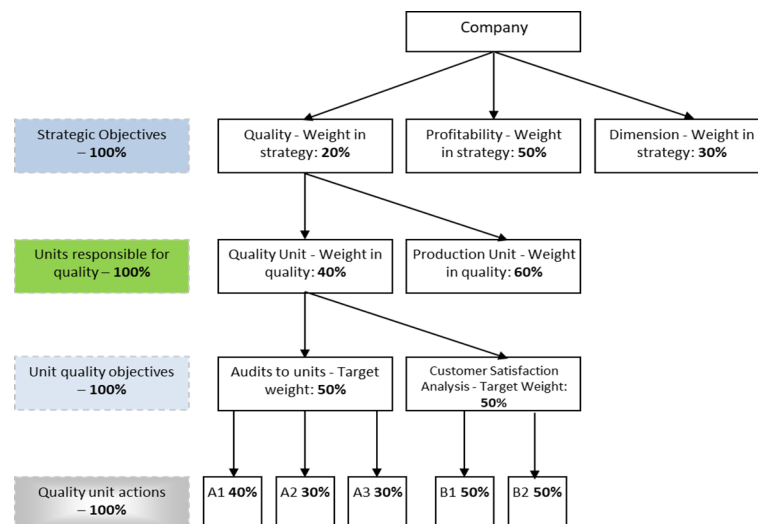 Company
Strategic Objectives
– 100%
Quality - Weight in
strategy: 20%
Profitability - Weight
in strategy: 50%
Dimension - Weight in
strategy: 30%
Units responsible for
quality – 100%
Quality Unit - Weight in
quality: 40%
Production Unit - Weight
in quality: 60%
Unit quality objectives
– 100%
Audits to units - Target
weight: 50%
Customer Satisfaction
Analysis - Target Weight:
50%
Quality unit actions
– 100%
A1 40%
A2 30%
A3 30%
B1 50%
B2 50%